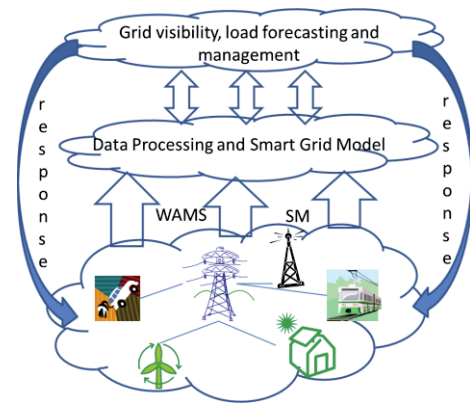 Grid visibility, load forecasting and
management
response
response
Data Processing and Smart Grid Model
WAMS
SM